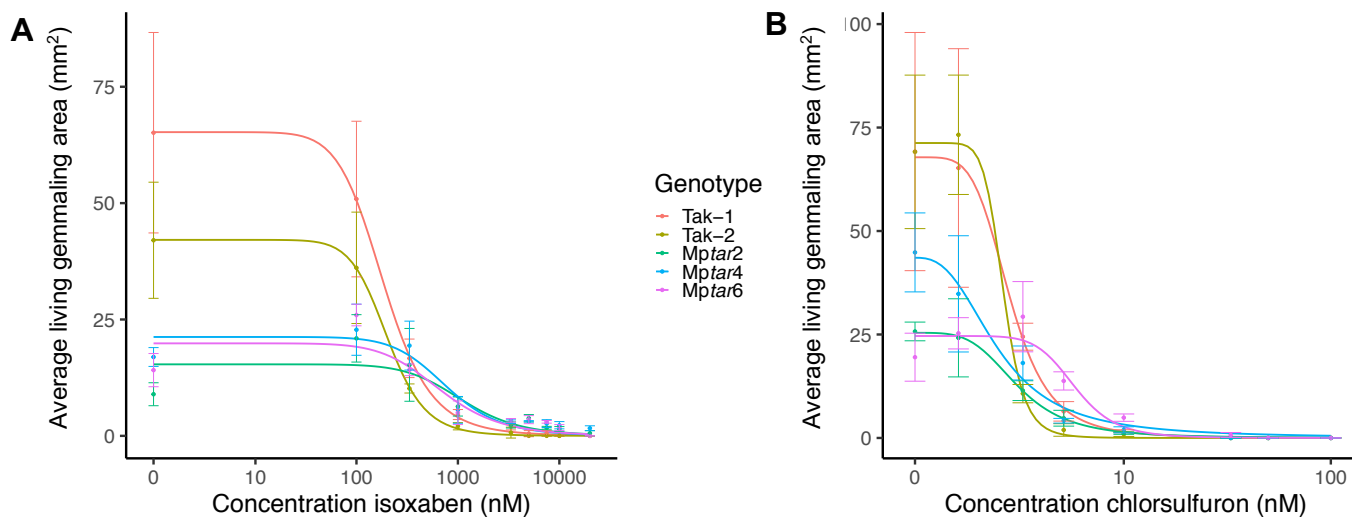 A
Average living gemmaling area (mm²)
75
50
25
0
0
10
100
1000
10000
Concentration isoxaben (nM)
Genotype
Tak−1
Tak−2
Mptar2
Mptar4
Mptar6
B
Average living gemmaling area (mm²)
00
75
50
25
0
0
10
100
Concentration chlorsulfuron (nM)